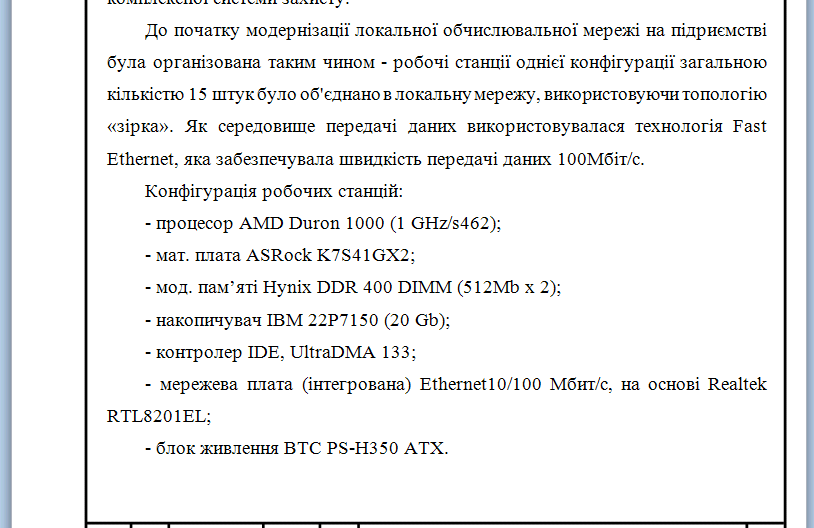 комплексної системи захисту.
До початку модернізації локальної обчислювальної мережі на підприємстві
була організована таким чином - робочі станції однієї конфігурації загальною
кількістю 15 штук було об'єднано в локальну мережу, використовуючи топологію
«зірка». Як середовище передачі даних використовувалася технологія Fast
Ethernet, яка забезпечувала швидкість передачі даних 100Мбіт/с.
Конфігурація робочих станцій:
- процесор AMD Duron 1000 (1 GHz/s462);
- мат. плата ASRock K7S41GX2;
- мод. пам’яті Hynix DDR 400 DIMM (512Mb x 2);
- накопичувач IBM 22P7150 (20 Gb);
- контролер IDE, UltraDMA 133;
- мережева плата (інтегрована) Ethernet10/100 Мбит/с, на основі Realtek
RTL8201EL;
- блок живлення BTC PS-H350 ATX.